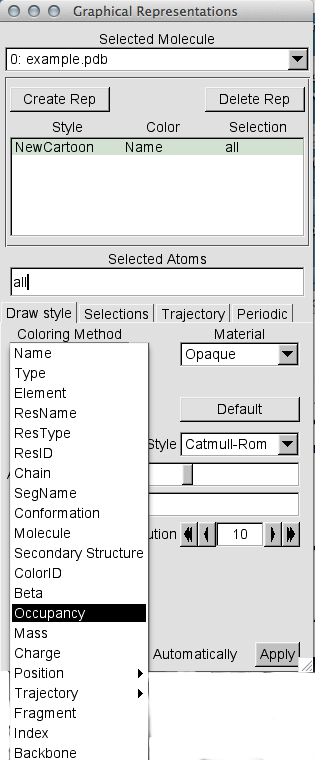 Graphical Representations
Selected Molecule
0: example.pdb
Create Rep Delete Rep
Style Color Selection
NewCartoon Name all
Selected Atoms
all
Draw style Selections Trajectory Periodic
Coloring Method Material
Name Opaque
Type
Element
ResName Default
ResType
ResID Style Catmull-Rom
Chain
SegName
Conformation
Molecule 10
Secondary Structure
ColorID
Beta
Occupancy
Mass
Charge Automatically Apply
Position
Trajectory
Fragment
Index
Backbone